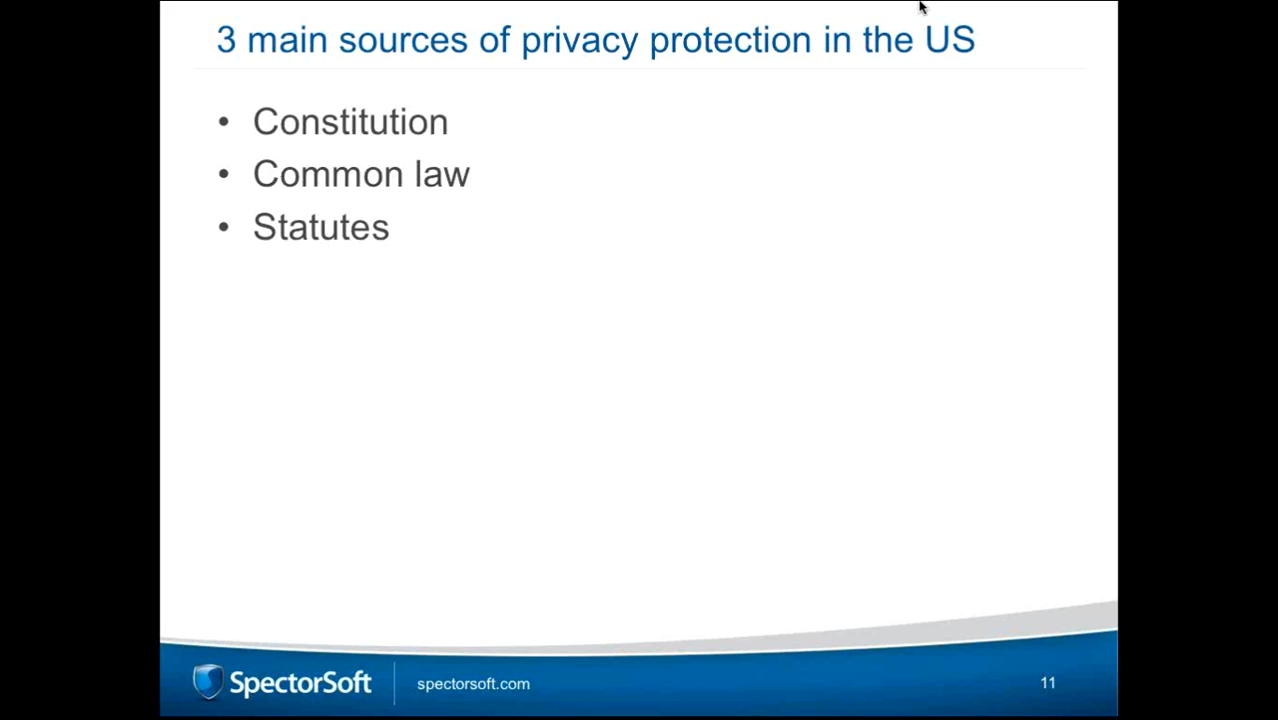 3 main sources of privacy protection in the US
• Constitution
• Common law
• Statutes
SpectorSoft
spectorsoft.com
11